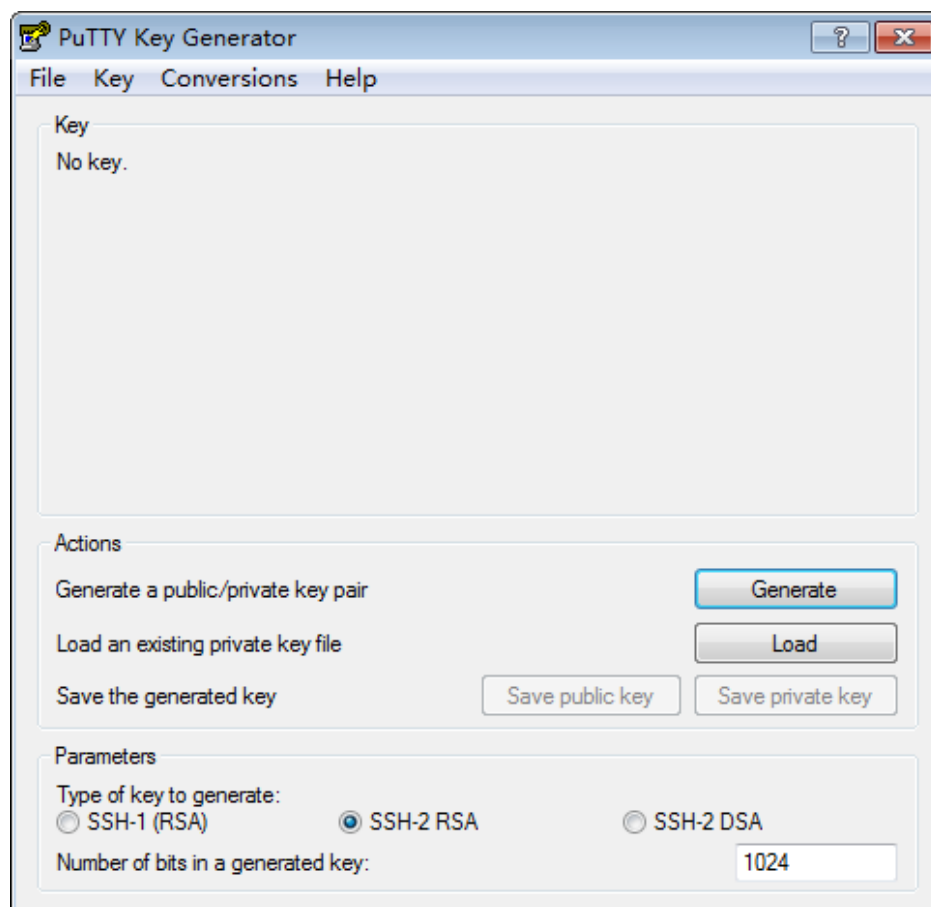 PuTTY Key Generator
File Key Conversions Help
Key
No key.
Actions
Generate a public/private key pair Generate
Load an existing private key file Load
Save the generated key Save public key Save private key
Parameters
Type of key to generate:
SSH-1 (RSA) SSH-2 RSA SSH-2 DSA
Number of bits in a generated key: 1024